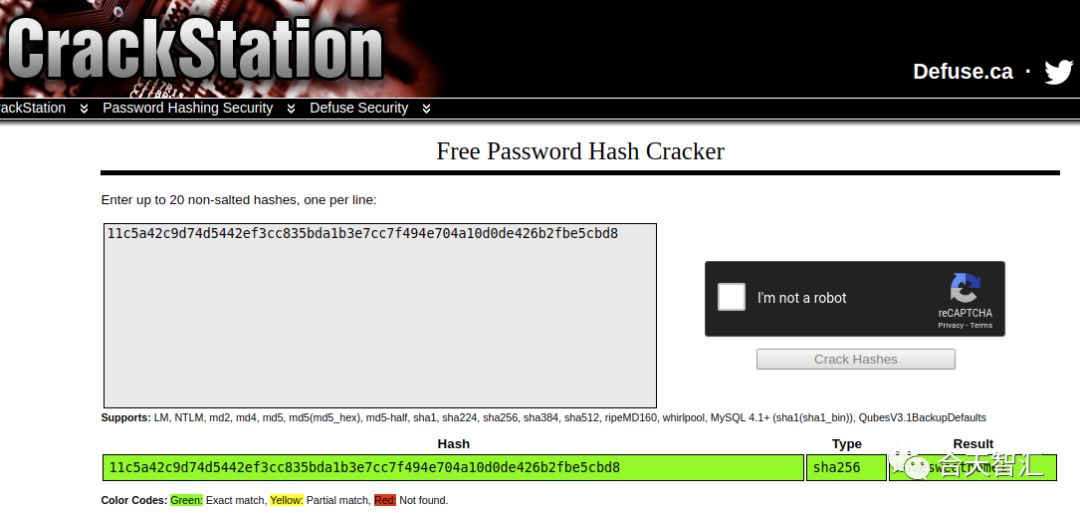 CrackStation
Defuse.ca ·
ackStation Password Hashing Security Defuse Security
Free Password Hash Cracker
Enter up to 20 non-salted hashes, one per line:
11c5a42c9d74d5442ef3cc835bda1b3e7cc7f494e704a10d0de426b2fbe5cbd8
I'm not a robot
reCAPTCHA
Privacy - Terms
Crack Hashes
Supports: LM, NTLM, md2, md4, md5, md5(md5_hex), md5-half, sha1, sha224, sha256, sha384, sha512, ripeMD160, whirlpool, MySQL 4.1+ (sha1(sha1_bin)), QubesV3.1BackupDefaults
Hash Type Result
11c5a42c9d74d5442ef3cc835bda1b3e7cc7f494e704a10d0de426b2fbe5cbd8 sha256
合天智汇
Color Codes: Green: Exact match, Yellow: Partial match, Red: Not found.